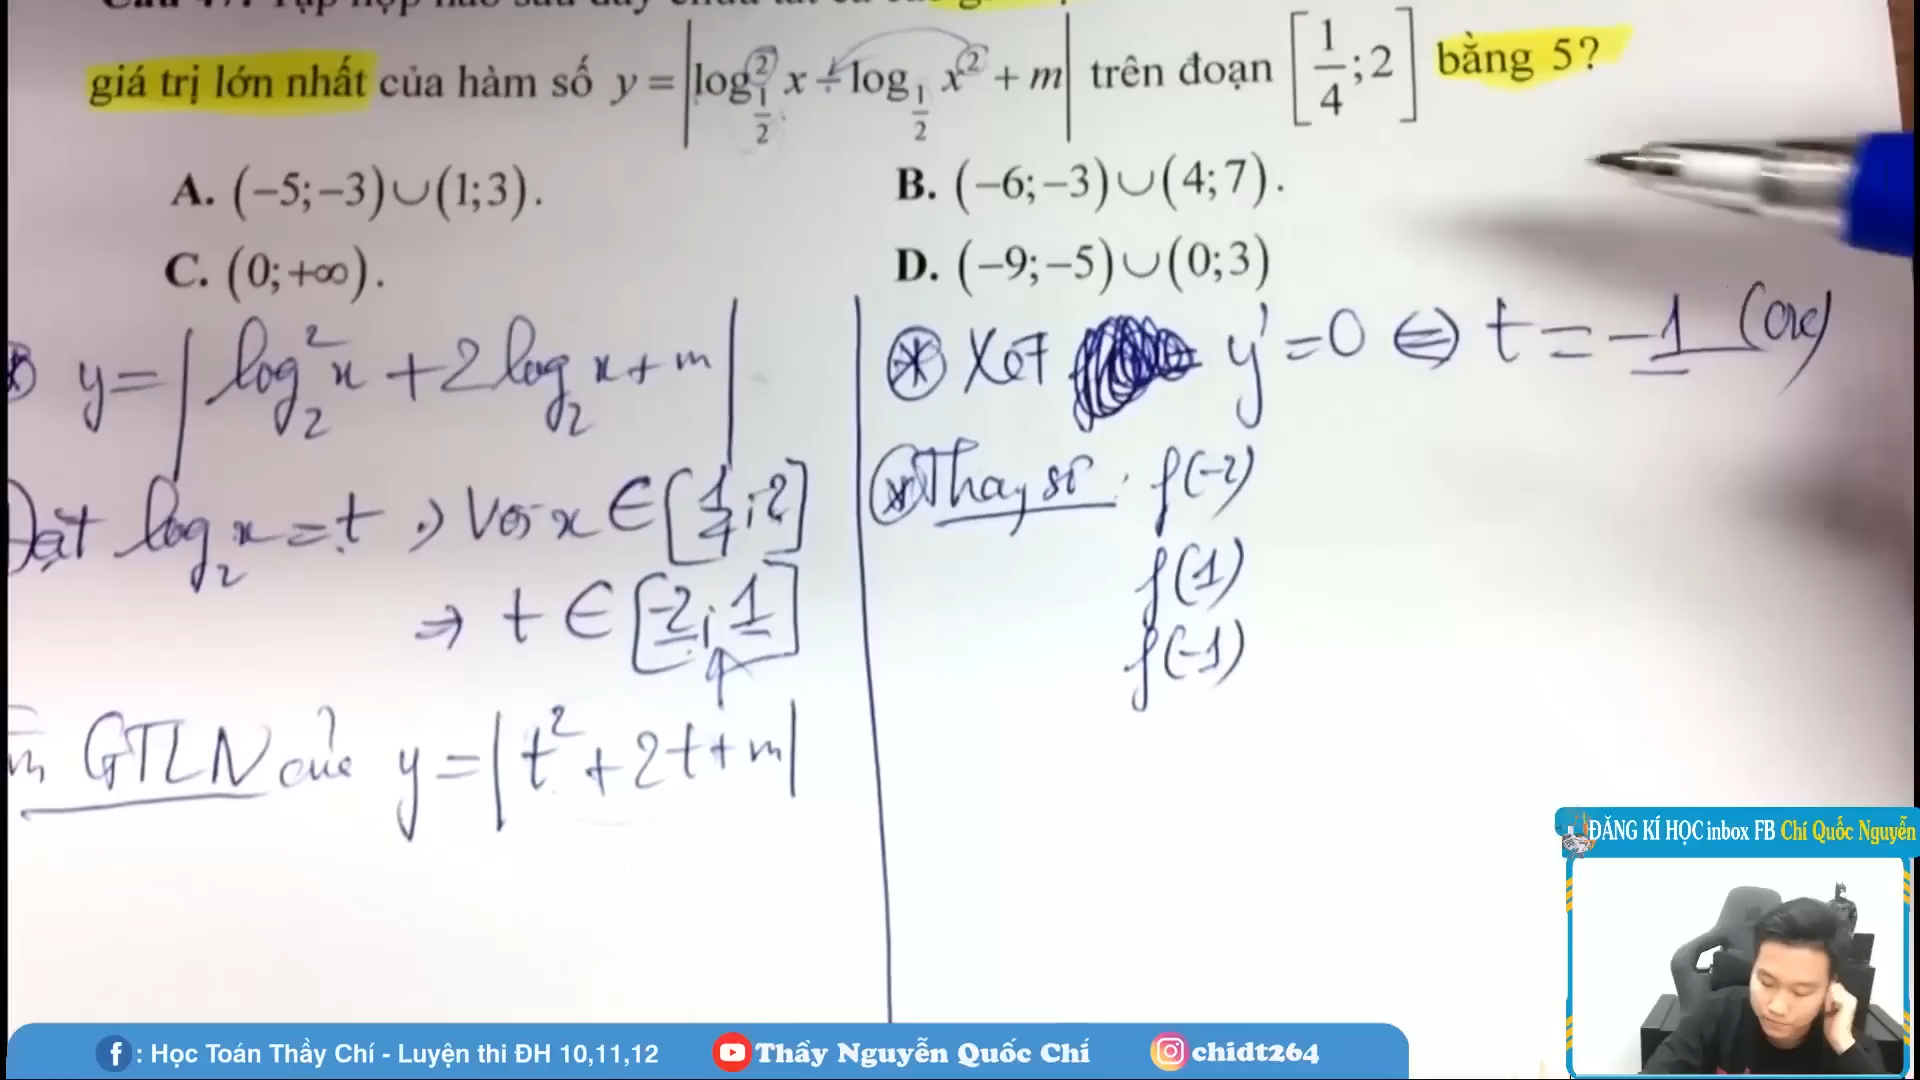 giá trị lớn nhất của hàm số y = |log²_{1/2} x − log_{1/2} x² + m| trên đoạn [1/4; 2] bằng 5?
A. (−5;−3)∪(1;3).
B. (−6;−3)∪(4;7).
C. (0;+∞).
D. (−9;−5)∪(0;3)
y = |log₂² x + 2log₂ x + m|
Đặt log₂ x = t → Với x ∈ [1/4; 2]
⇒ t ∈ [-2; 1]
GTLN của y = |t² + 2t + m|
⊛ Xét y' = 0 ⇔ t = -1
⊛ Thay số: f(-2)
f(1)
f(-1)
ĐĂNG KÍ HỌC inbox FB Chí Quốc Nguyễn
f : Học Toán Thầy Chí - Luyện thi ĐH 10,11,12
Thầy Nguyễn Quốc Chí
chidt264